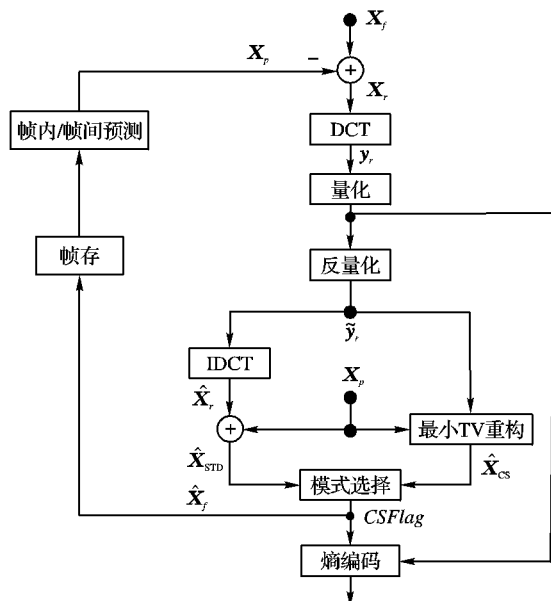 X_f
X_p
−
+
X_r
帧内/帧间预测
DCT
y_r
量化
帧存
反量化
ỹ_r
IDCT
X_p
X̂_r
+
最小TV重构
X̂_STD
X̂_CS
模式选择
X̂_f
CSFlag
熵编码